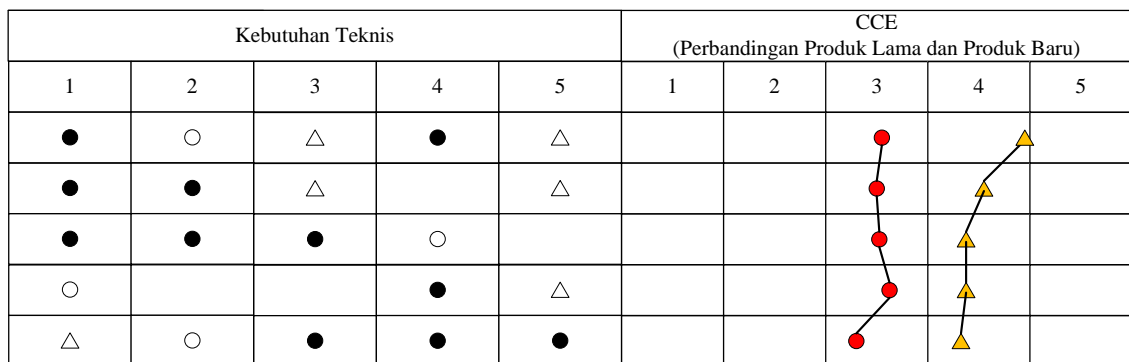 Kebutuhan Teknis
CCE
(Perbandingan Produk Lama dan Produk Baru)
1 2 3 4 5 1 2 3 4 5